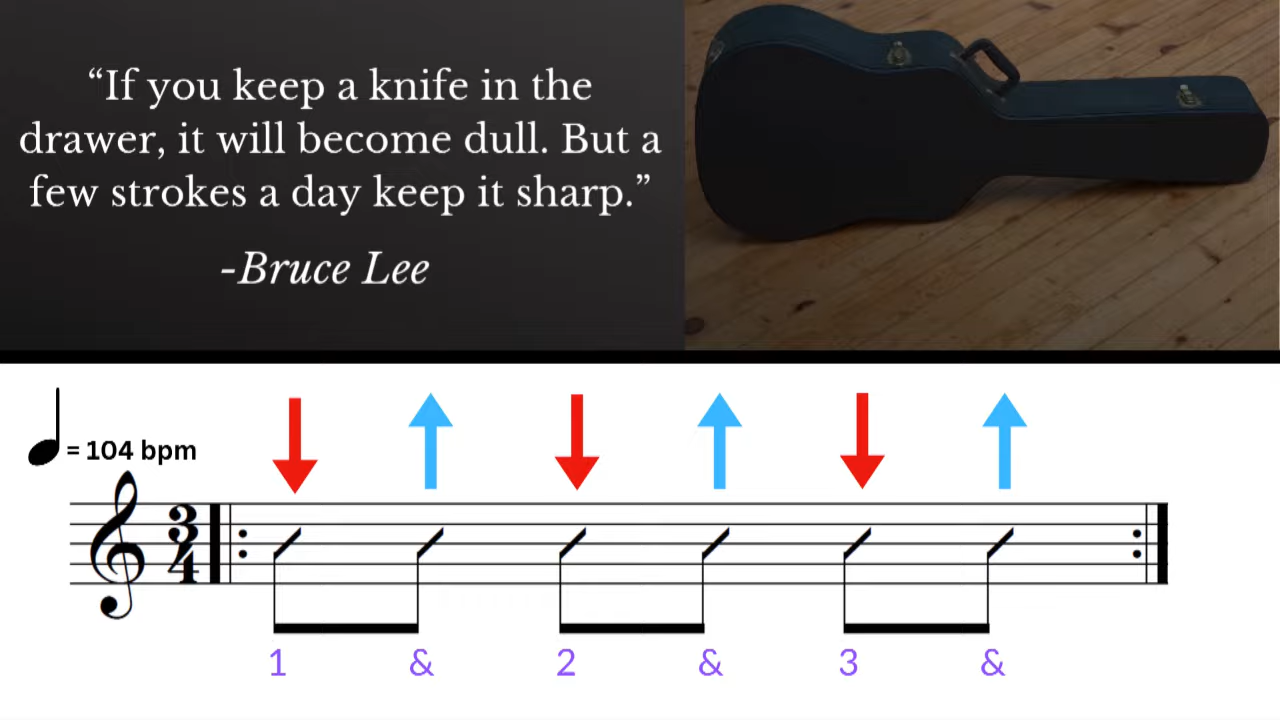 “If you keep a knife in the
drawer, it will become dull. But a
few strokes a day keep it sharp.”
-Bruce Lee
= 104 bpm
3
4
1 & 2 & 3 &